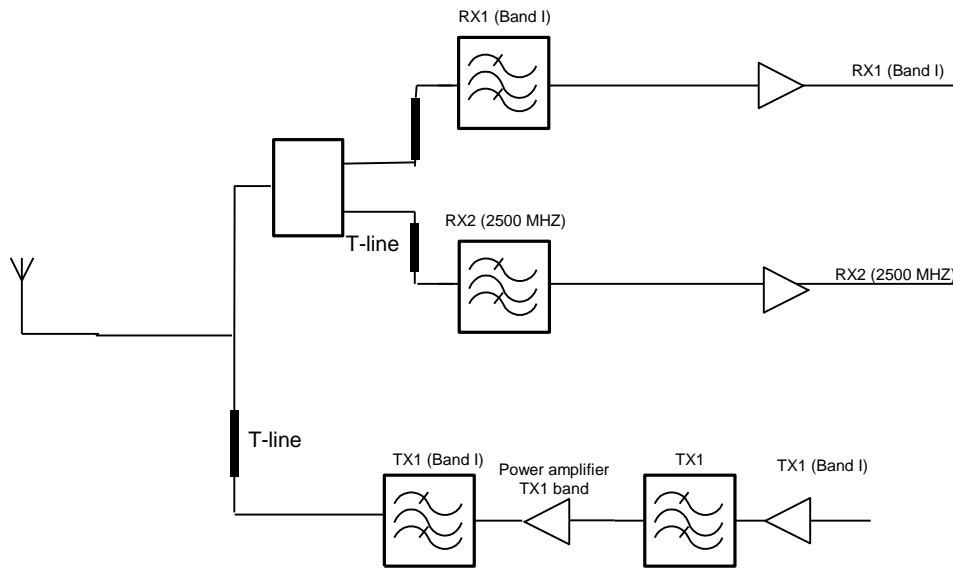 RX1 (Band I)
RX1 (Band I)
RX2 (2500 MHZ)
T-line
RX2 (2500 MHZ)
T-line
TX1 (Band I)
Power amplifier
TX1 band
TX1
TX1 (Band I)